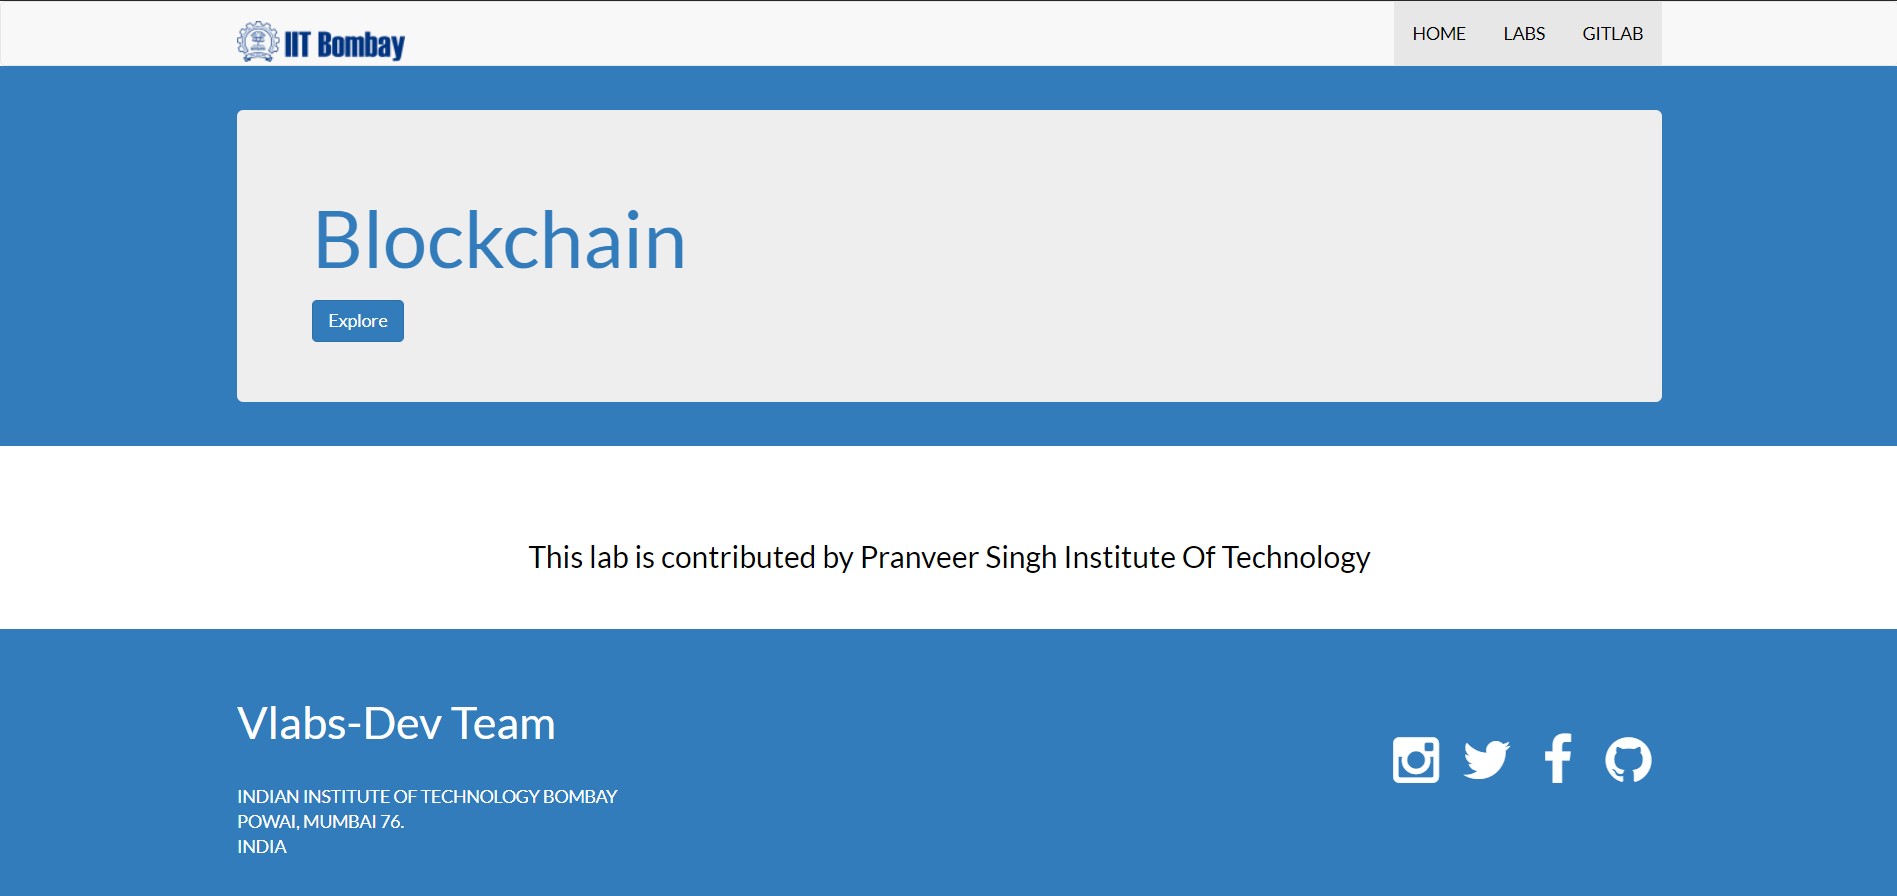 IIT Bombay
HOME LABS GITLAB
Blockchain
Explore
This lab is contributed by Pranveer Singh Institute Of Technology
Vlabs-Dev Team
INDIAN INSTITUTE OF TECHNOLOGY BOMBAY
POWAI, MUMBAI 76.
INDIA